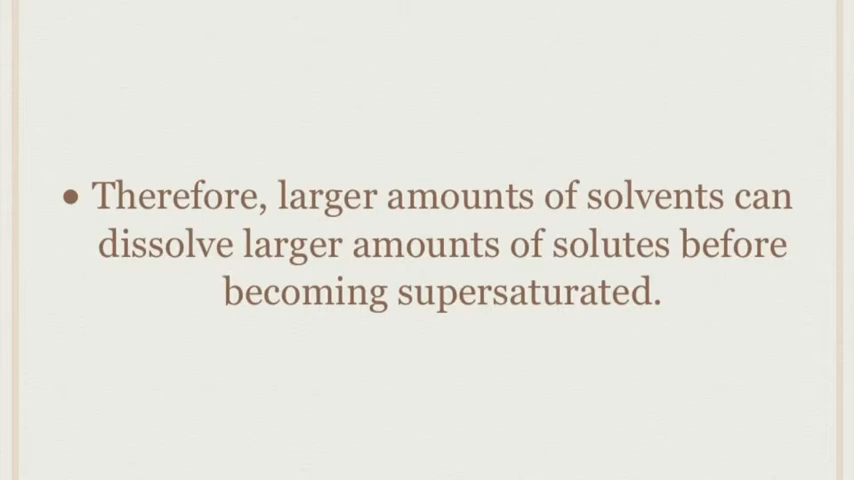 • Therefore, larger amounts of solvents can
dissolve larger amounts of solutes before
becoming supersaturated.